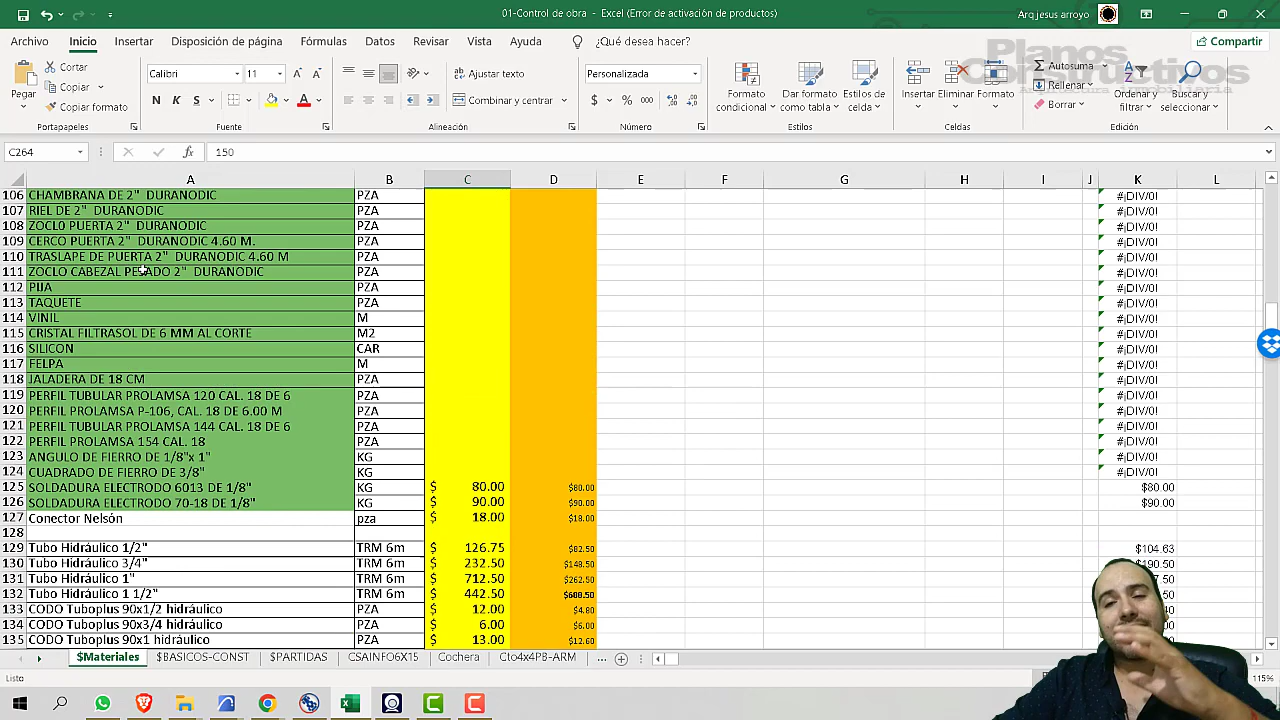 01-Control de obra - Excel (Error de activación de productos)
Arq jesus arroyo
Archivo Inicio Insertar Disposición de página Fórmulas Datos Revisar Vista Ayuda ¿Qué desea hacer? Compartir
Planos
Constructivos
Pegar
Cortar
Copiar
Copiar formato
Portapapeles
Calibri 11
N K S
Fuente
Ajustar texto
Combinar y centrar
Alineación
Personalizada
$ % 000
Número
Formato condicional
Dar formato como tabla
Estilos de celda
Estilos
Insertar Eliminar Formato
Celdas
Autosuma
Rellenar
Borrar
Ordenar y filtrar
Buscar y seleccionar
Edición
C264 fx 150
A B C D E F G H I J K L
106 CHAMBRANA DE 2" DURANODIC PZA #¡DIV/0!
107 RIEL DE 2" DURANODIC PZA #¡DIV/0!
108 ZOCL0 PUERTA 2" DURANODIC PZA #¡DIV/0!
109 CERCO PUERTA 2" DURANODIC 4.60 M. PZA #¡DIV/0!
110 TRASLAPE DE PUERTA 2" DURANODIC 4.60 M PZA #¡DIV/0!
111 ZOCLO CABEZAL PESADO 2" DURANODIC PZA #¡DIV/0!
112 PIJA PZA #¡DIV/0!
113 TAQUETE PZA #¡DIV/0!
114 VINIL M #¡DIV/0!
115 CRISTAL FILTRASOL DE 6 MM AL CORTE M2 #¡DIV/0!
116 SILICON CAR #¡DIV/0!
117 FELPA M #¡DIV/0!
118 JALADERA DE 18 CM PZA #¡DIV/0!
119 PERFIL TUBULAR PROLAMSA 120 CAL. 18 DE 6 PZA #¡DIV/0!
120 PERFIL PROLAMSA P-106, CAL. 18 DE 6.00 M PZA #¡DIV/0!
121 PERFIL TUBULAR PROLAMSA 144 CAL. 18 DE 6 PZA #¡DIV/0!
122 PERFIL PROLAMSA 154 CAL. 18 PZA #¡DIV/0!
123 ANGULO DE FIERRO DE 1/8"x 1" KG #¡DIV/0!
124 CUADRADO DE FIERRO DE 3/8" KG #¡DIV/0!
125 SOLDADURA ELECTRODO 6013 DE 1/8" KG $ 80.00 $80.00 $80.00
126 SOLDADURA ELECTRODO 70-18 DE 1/8" KG $ 90.00 $90.00 $90.00
127 Conector Nelsón pza $ 18.00 $18.00
128
129 Tubo Hidráulico 1/2" TRM 6m $ 126.75 $82.50 $104.63
130 Tubo Hidráulico 3/4" TRM 6m $ 232.50 $148.50 $190.50
131 Tubo Hidráulico 1" TRM 6m $ 712.50 $262.50
132 Tubo Hidráulico 1 1/2" TRM 6m $ 442.50 $608.50
133 CODO Tuboplus 90x1/2 hidráulico PZA $ 12.00 $4.80
134 CODO Tuboplus 90x3/4 hidráulico PZA $ 6.00 $6.00
135 CODO Tuboplus 90x1 hidráulico PZA $ 13.00 $12.60
$Materiales $BASICOS-CONST $PARTIDAS CSAINFO6X15 Cochera Cto4x4PB-ARM ...
Listo 115%